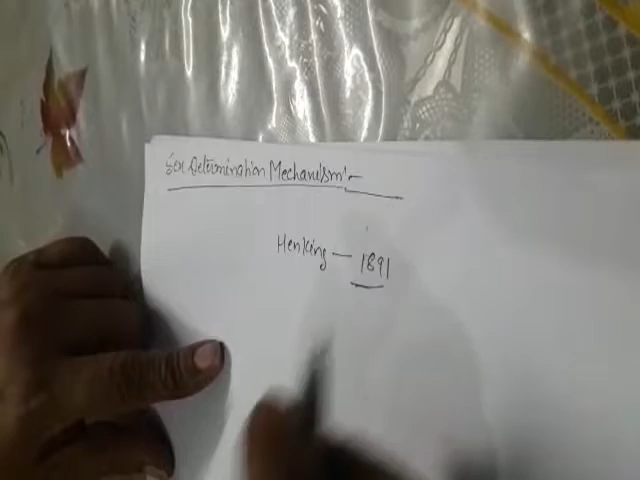 Sex Determination Mechanism:-
Henking — 1891